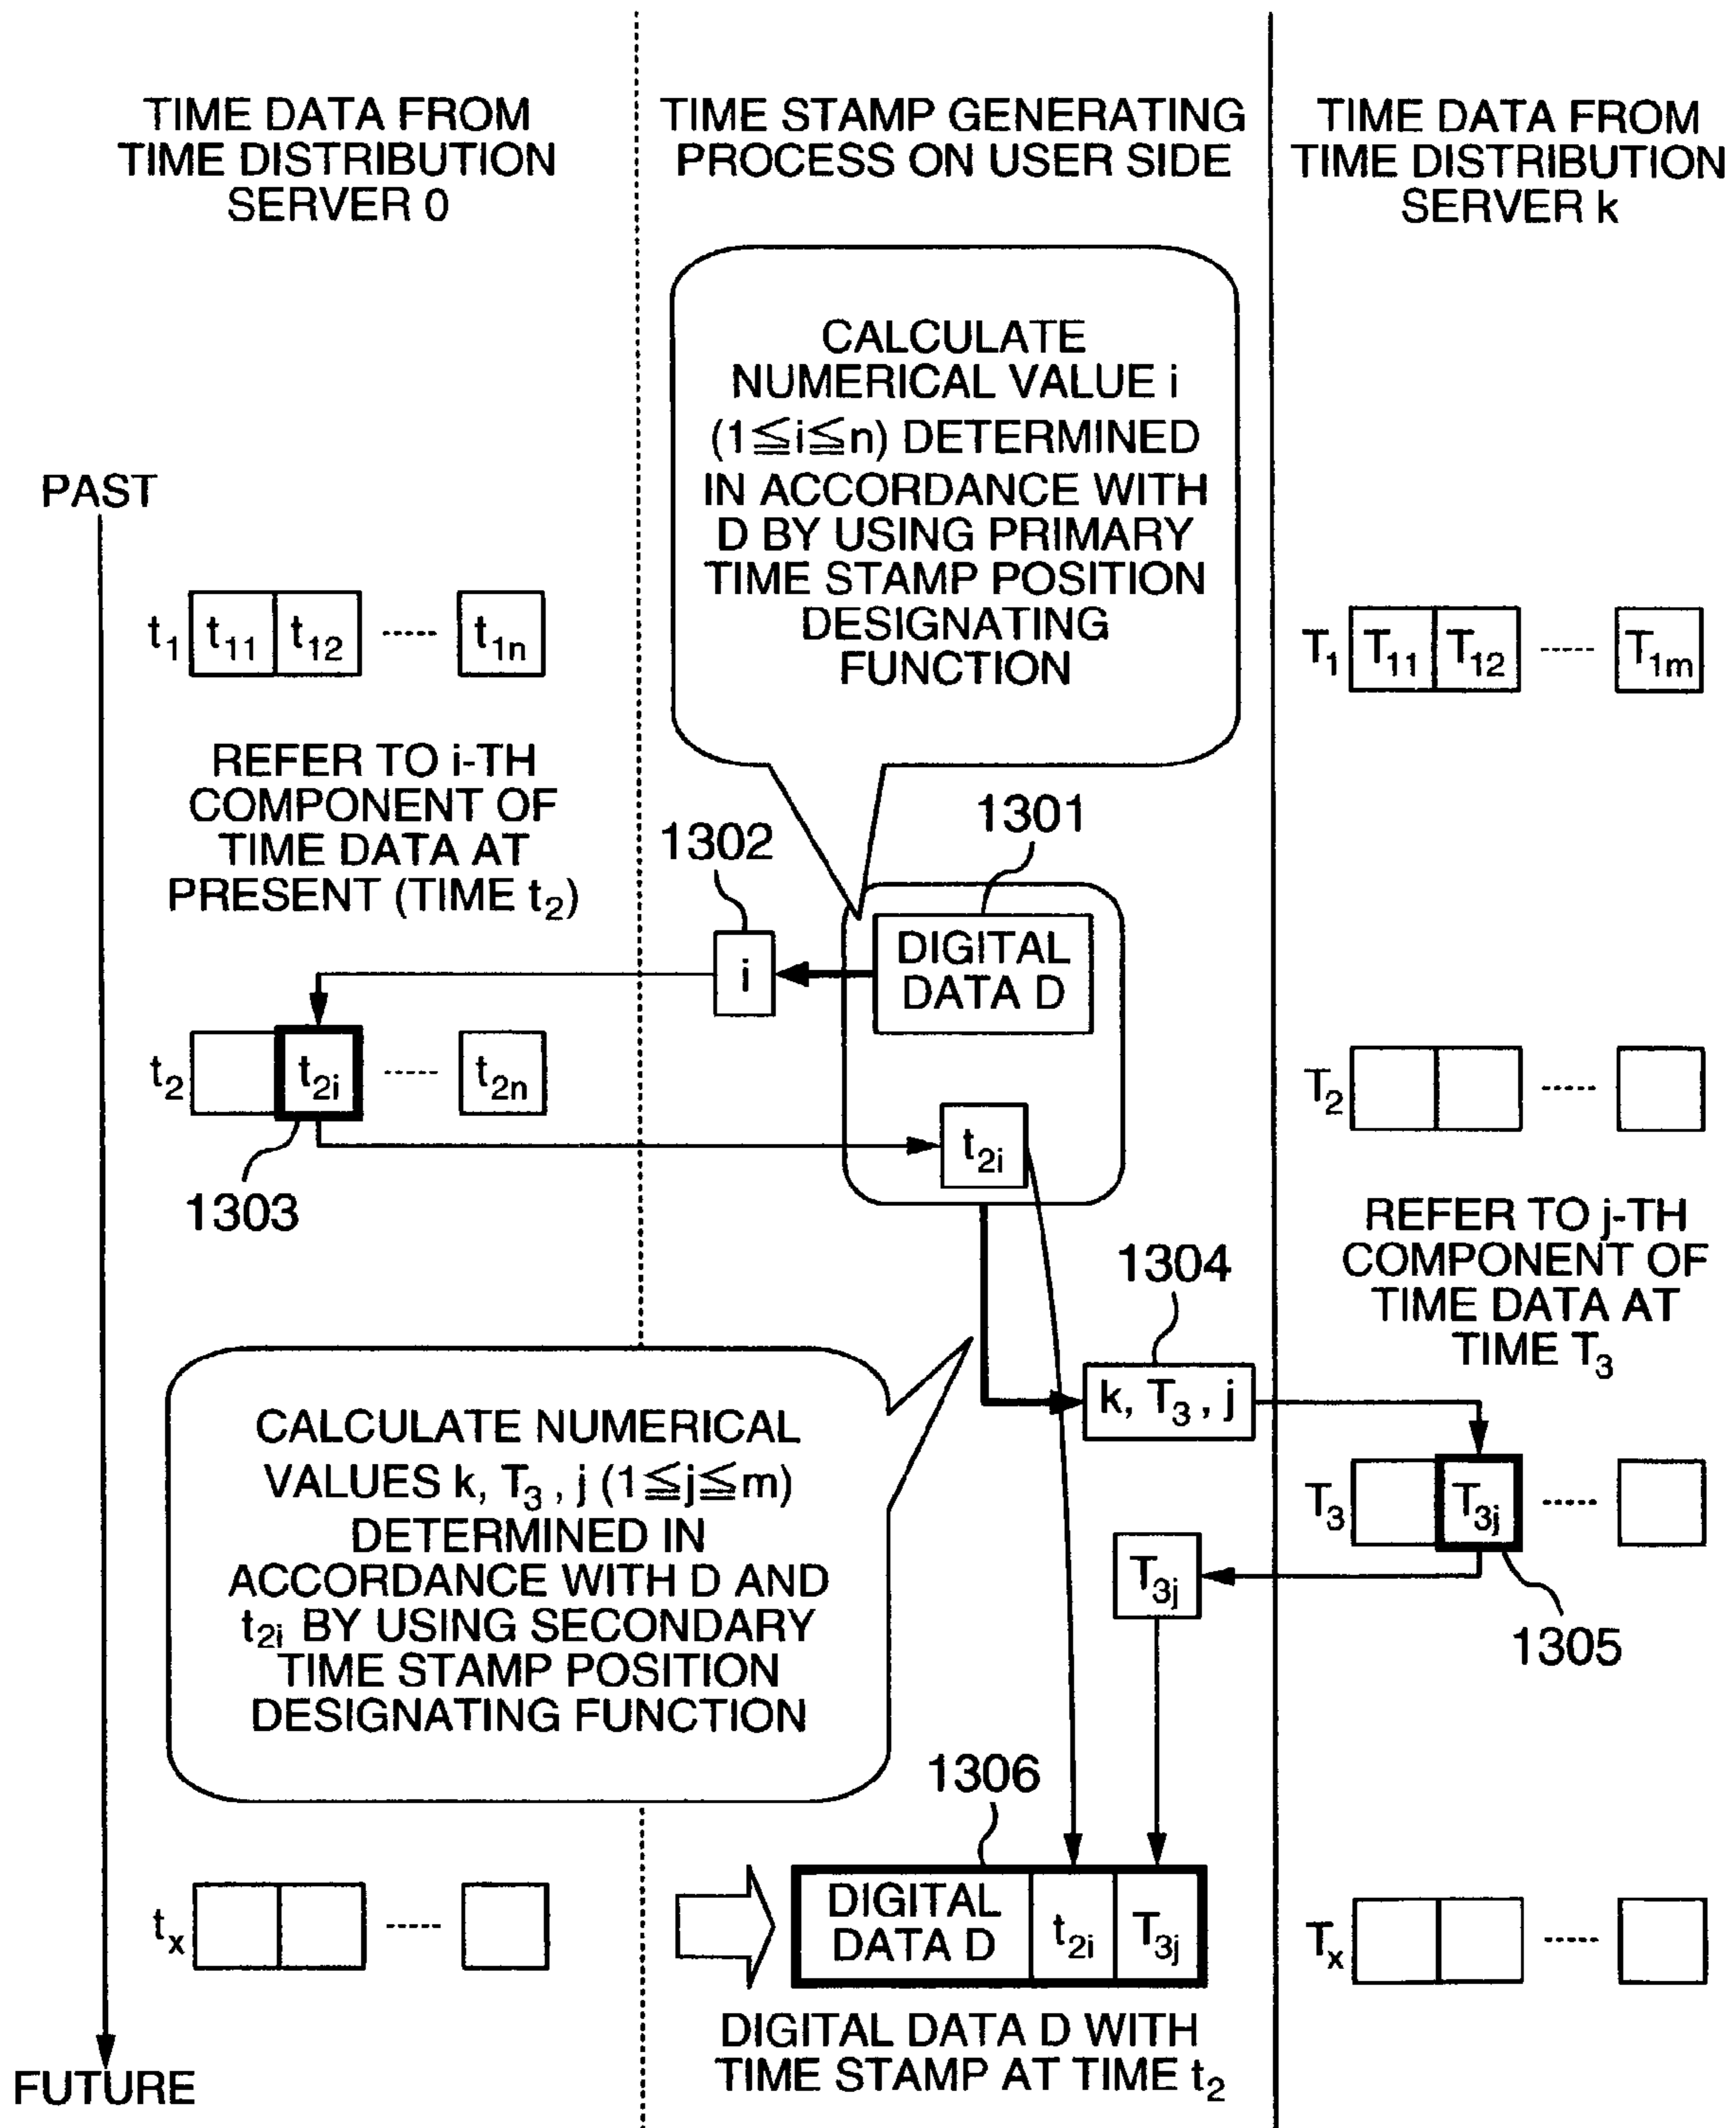 TIME DATA FROM
TIME DISTRIBUTION
SERVER 0
TIME STAMP GENERATING
PROCESS ON USER SIDE
TIME DATA FROM
TIME DISTRIBUTION
SERVER k
CALCULATE
NUMERICAL VALUE i
(1≦i≦n) DETERMINED
IN ACCORDANCE WITH
D BY USING PRIMARY
TIME STAMP POSITION
DESIGNATING
FUNCTION
PAST
t1 t11 t12 ----- t1n
T1 T11 T12 ----- T1m
REFER TO i-TH
COMPONENT OF
TIME DATA AT
PRESENT (TIME t2)
1302
1301
i
DIGITAL
DATA D
t2 t2i ----- t2n
T2 -----
t2i
1303
REFER TO j-TH
COMPONENT OF
TIME DATA AT
TIME T3
1304
k, T3 , j
CALCULATE NUMERICAL
VALUES k, T3 , j (1≦j≦m)
DETERMINED IN
ACCORDANCE WITH D AND
t2i BY USING SECONDARY
TIME STAMP POSITION
DESIGNATING FUNCTION
T3 T3j -----
T3j
1305
1306
tx -----
DIGITAL
DATA D
t2i T3j
Tx -----
DIGITAL DATA D WITH
TIME STAMP AT TIME t2
FUTURE